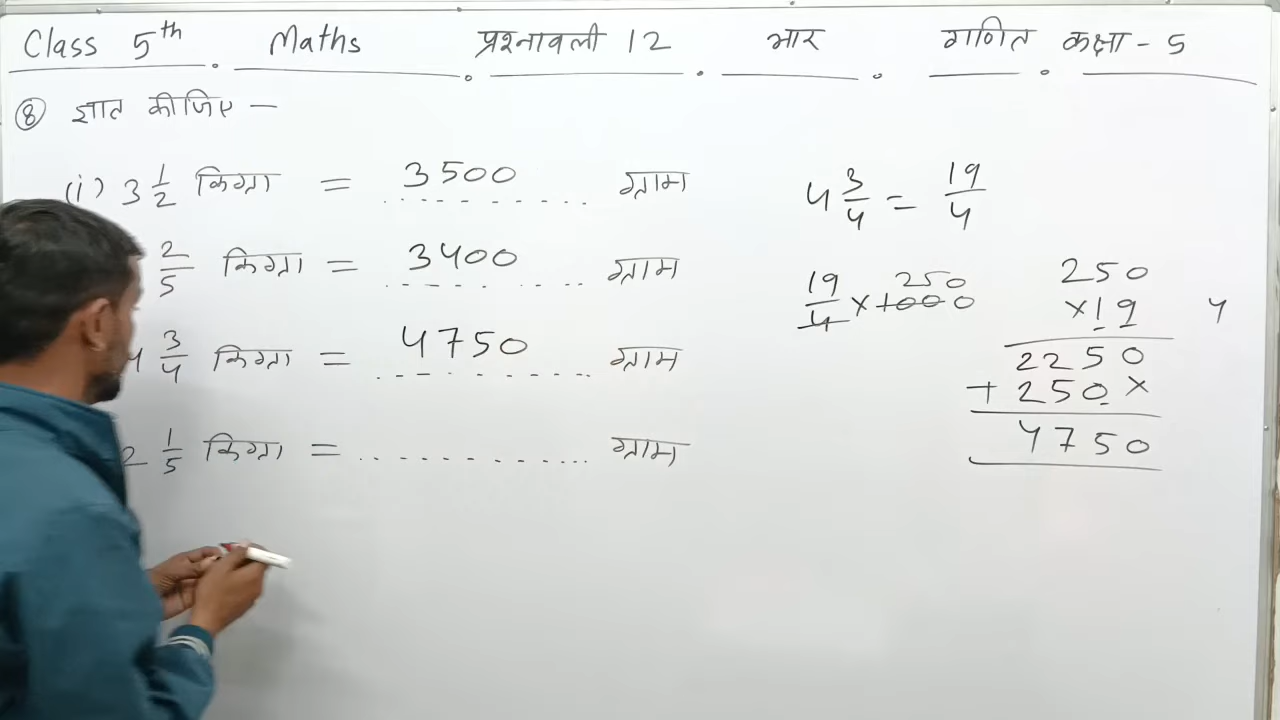 Class 5th Maths प्रश्नावली 12 भार गणित कक्षा - 5
⑧ ज्ञात कीजिए -
(i) 3 1/2 किग्रा = 3500 ग्राम
2/5 किग्रा = 3400 ग्राम
4 3/4 किग्रा = 4750 ग्राम
2 1/5 किग्रा = ............ ग्राम
4 3/4 = 19/4
19/4 × 1000 250
250
×19 4
2250
+ 250×
4750